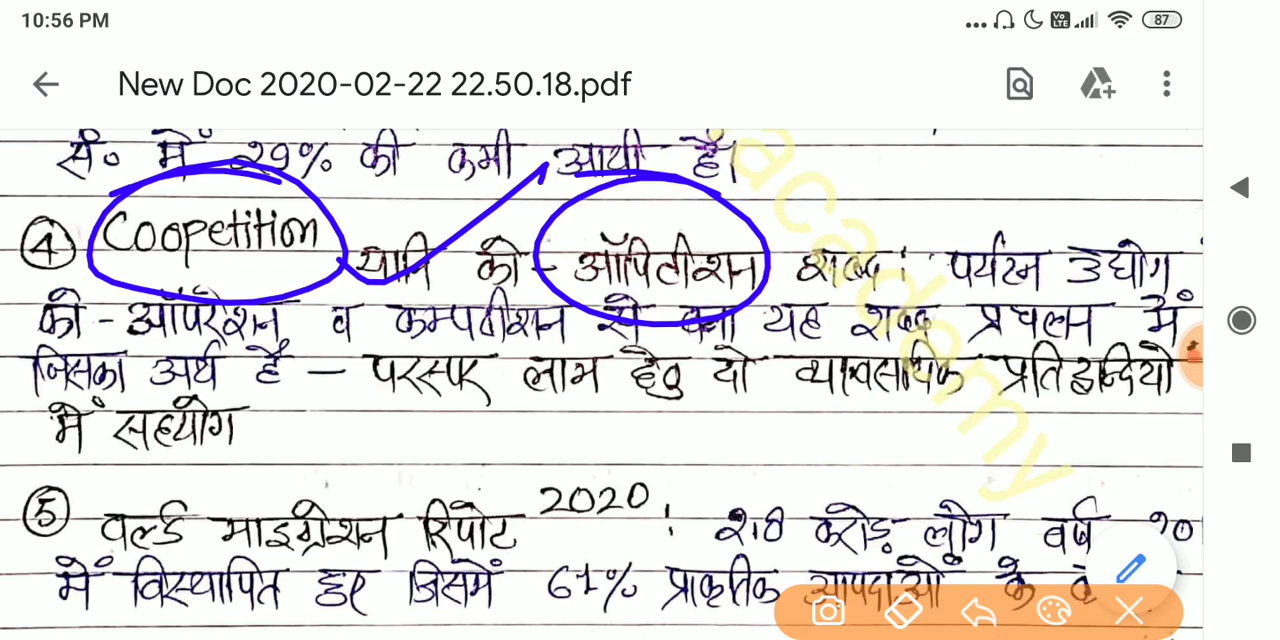 10:56 PM
87
New Doc 2020-02-22 22.50.18.pdf
सं० में 29% की कमी आयी है।
④ Coopetition यानि को - ऑपिटीशन शब्द : पर्यटन उद्योग
को - ऑपरेशन व कम्पटीशन से बना यह शब्द प्रचलन में
जिसका अर्थ है – परस्पर लाभ हेतु दो व्यावसायिक प्रतिद्वन्दियो
में सहयोग
⑤ वर्ल्ड माइग्रेशन रिपोट 2020 : 2.8 करोड़ लोग वर्ष
में विस्थापित हुए जिसमें 61% प्राकृतिक आपदाओं के
academy